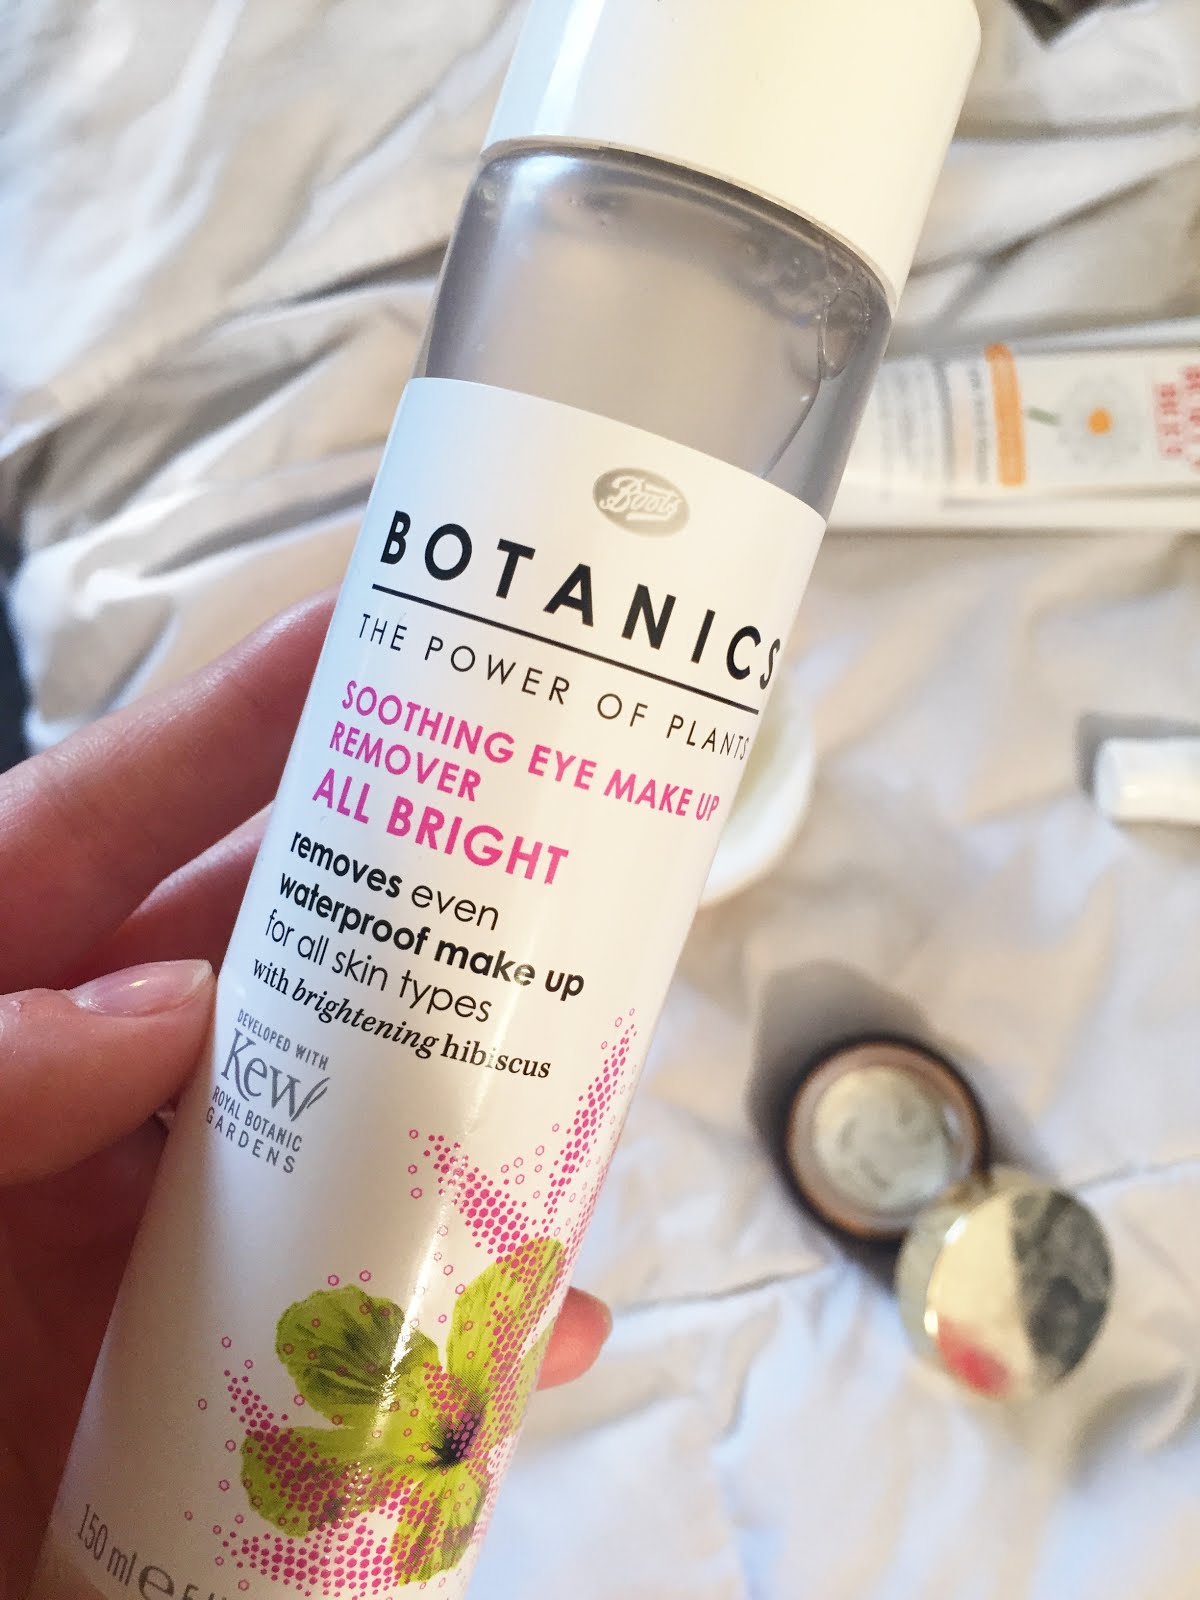 Boots
BOTANICS
THE POWER OF PLANTS
SOOTHING EYE MAKE UP
REMOVER
ALL BRIGHT
removes even
waterproof make up
for all skin types
with brightening hibiscus
DEVELOPED WITH
Kew
ROYAL BOTANIC
GARDENS
150 ml e